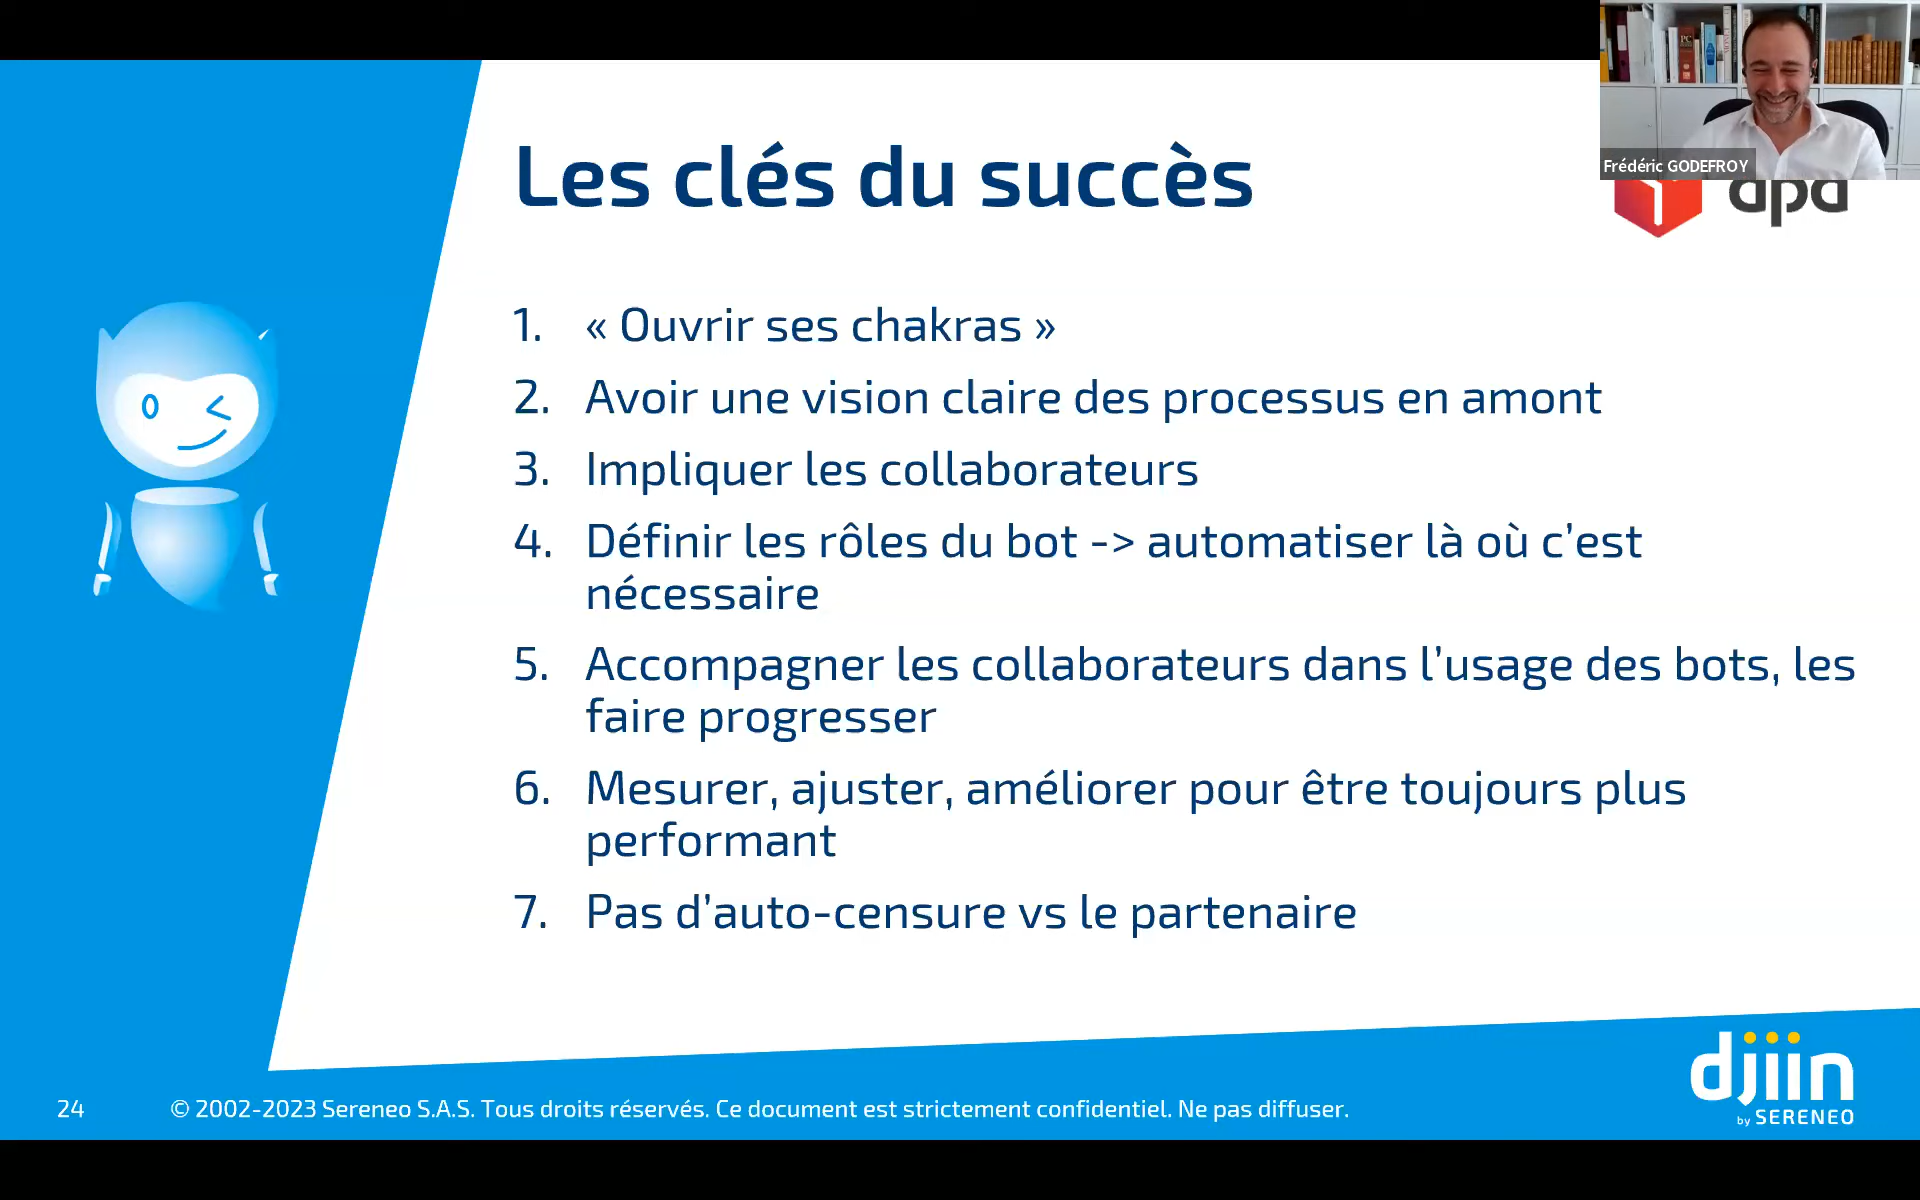 Les clés du succès
Frédéric GODEFROY
dpd
1. « Ouvrir ses chakras »
2. Avoir une vision claire des processus en amont
3. Impliquer les collaborateurs
4. Définir les rôles du bot -> automatiser là où c’est
nécessaire
5. Accompagner les collaborateurs dans l’usage des bots, les
faire progresser
6. Mesurer, ajuster, améliorer pour être toujours plus
performant
7. Pas d’auto-censure vs le partenaire
djiin
by SERENEO
24 © 2002-2023 Sereneo S.A.S. Tous droits réservés. Ce document est strictement confidentiel. Ne pas diffuser.